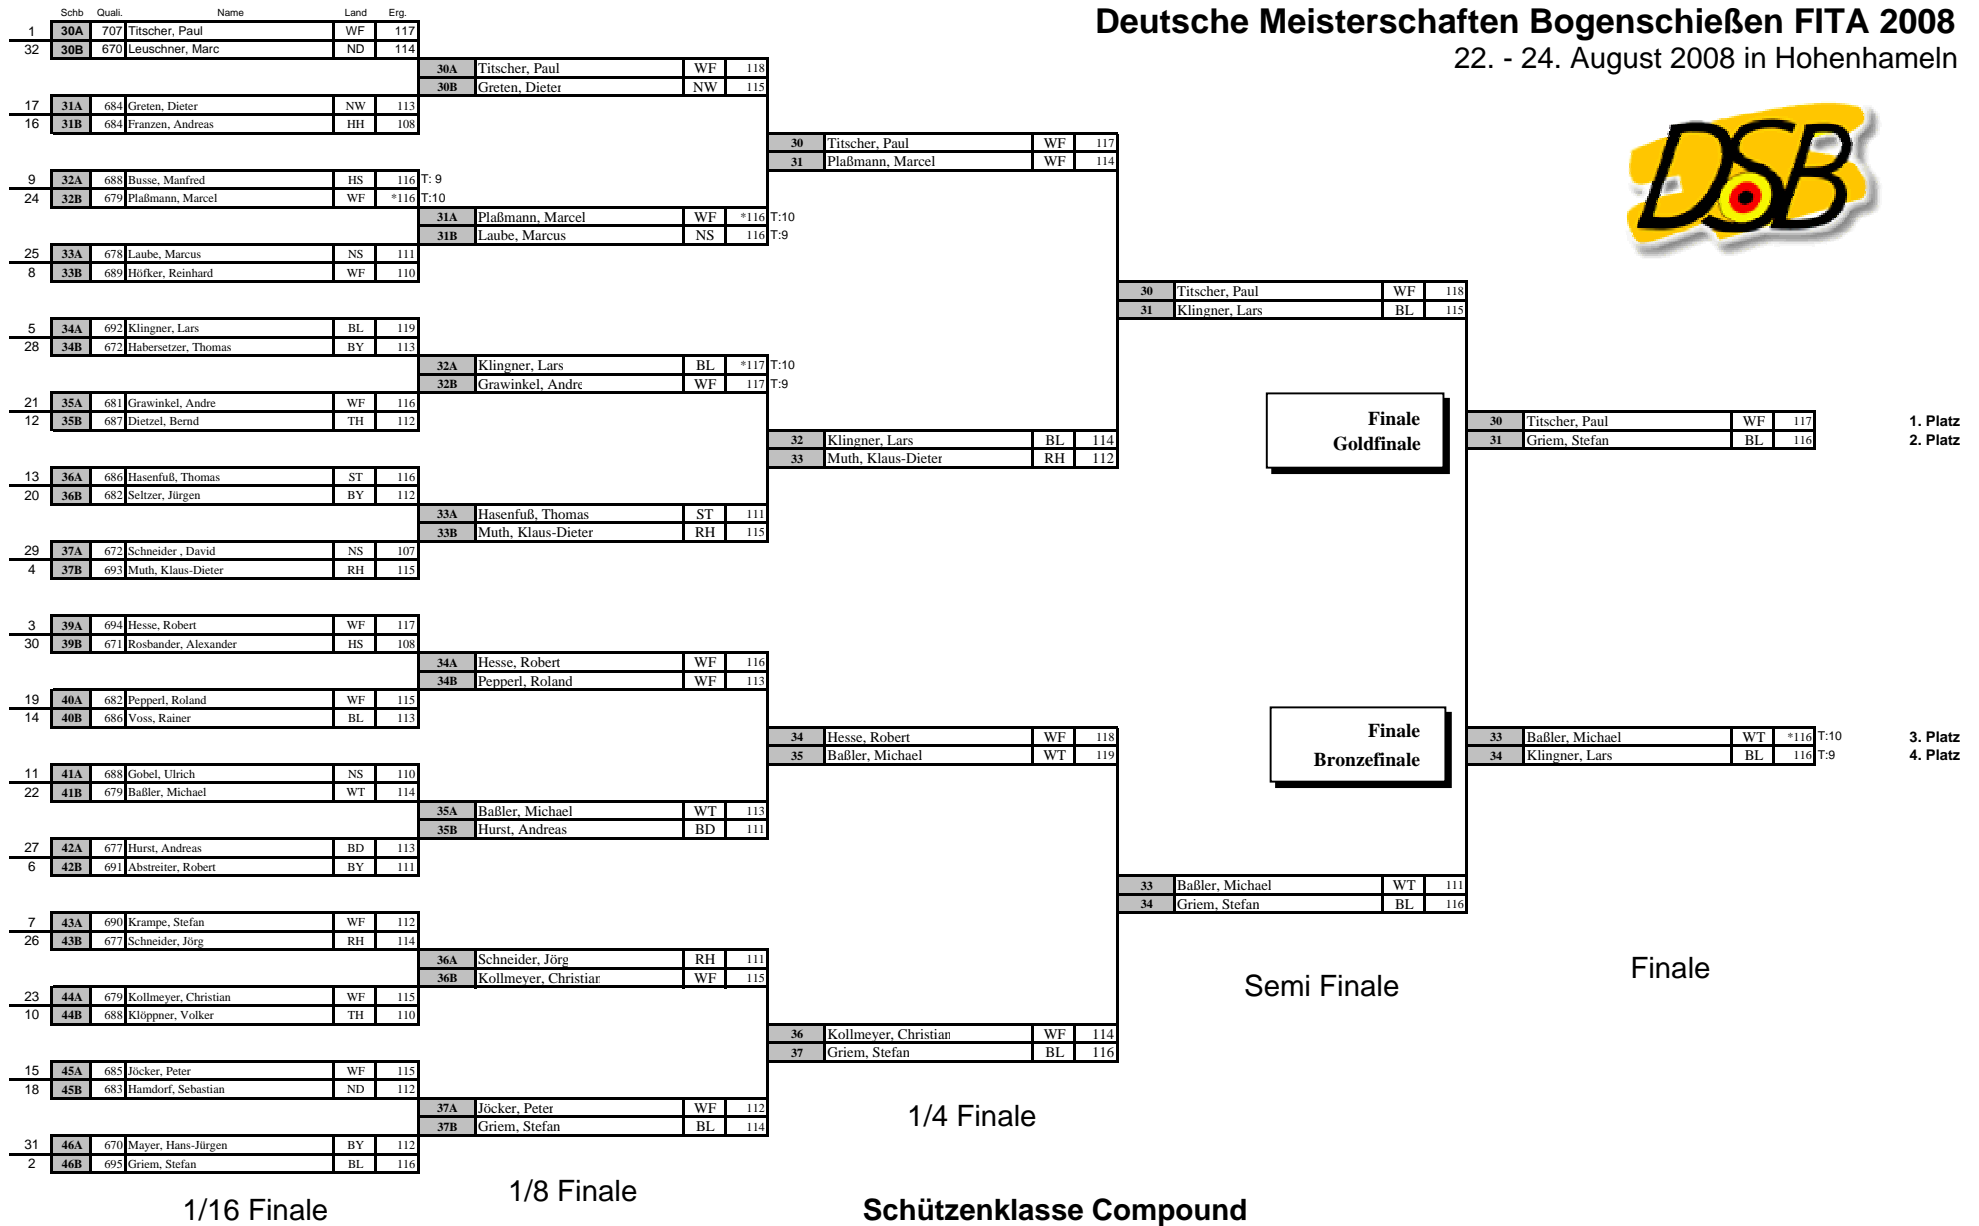 Deutsche Meisterschaften Bogenschießen FITA 2008
22. - 24. August 2008 in Hohenhameln
DSB
Schb Quali. Name Land Erg.
1 30A 707 Titscher, Paul WF 117
32 30B 670 Leuschner, Marc ND 114
17 31A 684 Greten, Dieter NW 113
16 31B 684 Franzen, Andreas HH 108
9 32A 688 Busse, Manfred HS 116 T: 9
24 32B 679 Plaßmann, Marcel WF *116 T:10
25 33A 678 Laube, Marcus NS 111
8 33B 689 Höfker, Reinhard WF 110
5 34A 692 Klingner, Lars BL 119
28 34B 672 Habersetzer, Thomas BY 113
21 35A 681 Grawinkel, Andre WF 116
12 35B 687 Dietzel, Bernd TH 112
13 36A 686 Hasenfuß, Thomas ST 116
20 36B 682 Seltzer, Jürgen BY 112
29 37A 672 Schneider , David NS 107
4 37B 693 Muth, Klaus-Dieter RH 115
3 39A 694 Hesse, Robert WF 117
30 39B 671 Rosbander, Alexander HS 108
19 40A 682 Pepperl, Roland WF 115
14 40B 686 Voss, Rainer BL 113
11 41A 688 Gobel, Ulrich NS 110
22 41B 679 Baßler, Michael WT 114
27 42A 677 Hurst, Andreas BD 113
6 42B 691 Abstreiter, Robert BY 111
7 43A 690 Krampe, Stefan WF 112
26 43B 677 Schneider, Jörg RH 114
23 44A 679 Kollmeyer, Christian WF 115
10 44B 688 Klöppner, Volker TH 110
15 45A 685 Jöcker, Peter WF 115
18 45B 683 Hamdorf, Sebastian ND 112
31 46A 670 Mayer, Hans-Jürgen BY 112
2 46B 695 Griem, Stefan BL 116
1/16 Finale
30A Titscher, Paul WF 118
30B Greten, Dieter NW 115
31A Plaßmann, Marcel WF *116 T:10
31B Laube, Marcus NS 116 T:9
32A Klingner, Lars BL *117 T:10
32B Grawinkel, Andre WF 117 T:9
33A Hasenfuß, Thomas ST 111
33B Muth, Klaus-Dieter RH 115
34A Hesse, Robert WF 116
34B Pepperl, Roland WF 113
35A Baßler, Michael WT 113
35B Hurst, Andreas BD 111
36A Schneider, Jörg RH 111
36B Kollmeyer, Christian WF 115
37A Jöcker, Peter WF 112
37B Griem, Stefan BL 114
1/8 Finale
30 Titscher, Paul WF 117
31 Plaßmann, Marcel WF 114
32 Klingner, Lars BL 114
33 Muth, Klaus-Dieter RH 112
34 Hesse, Robert WF 118
35 Baßler, Michael WT 119
36 Kollmeyer, Christian WF 114
37 Griem, Stefan BL 116
1/4 Finale
30 Titscher, Paul WF 118
31 Klingner, Lars BL 115
33 Baßler, Michael WT 111
34 Griem, Stefan BL 116
Semi Finale
Finale
Goldfinale
30 Titscher, Paul WF 117 1. Platz
31 Griem, Stefan BL 116 2. Platz
Finale
Bronzefinale
33 Baßler, Michael WT *116 T:10 3. Platz
34 Klingner, Lars BL 116 T:9 4. Platz
Finale
Schützenklasse Compound